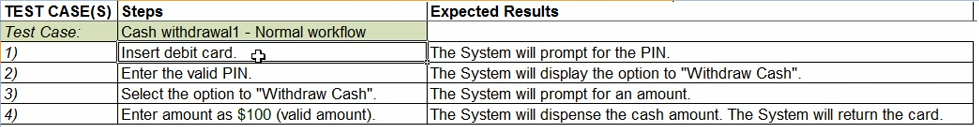 TEST CASE(S) Steps Expected Results
Test Case: Cash withdrawal1 - Normal workflow
1) Insert debit card. The System will prompt for the PIN.
2) Enter the valid PIN. The System will display the option to "Withdraw Cash".
3) Select the option to "Withdraw Cash". The System will prompt for an amount.
4) Enter amount as $100 (valid amount). The System will dispense the cash amount. The System will return the card.